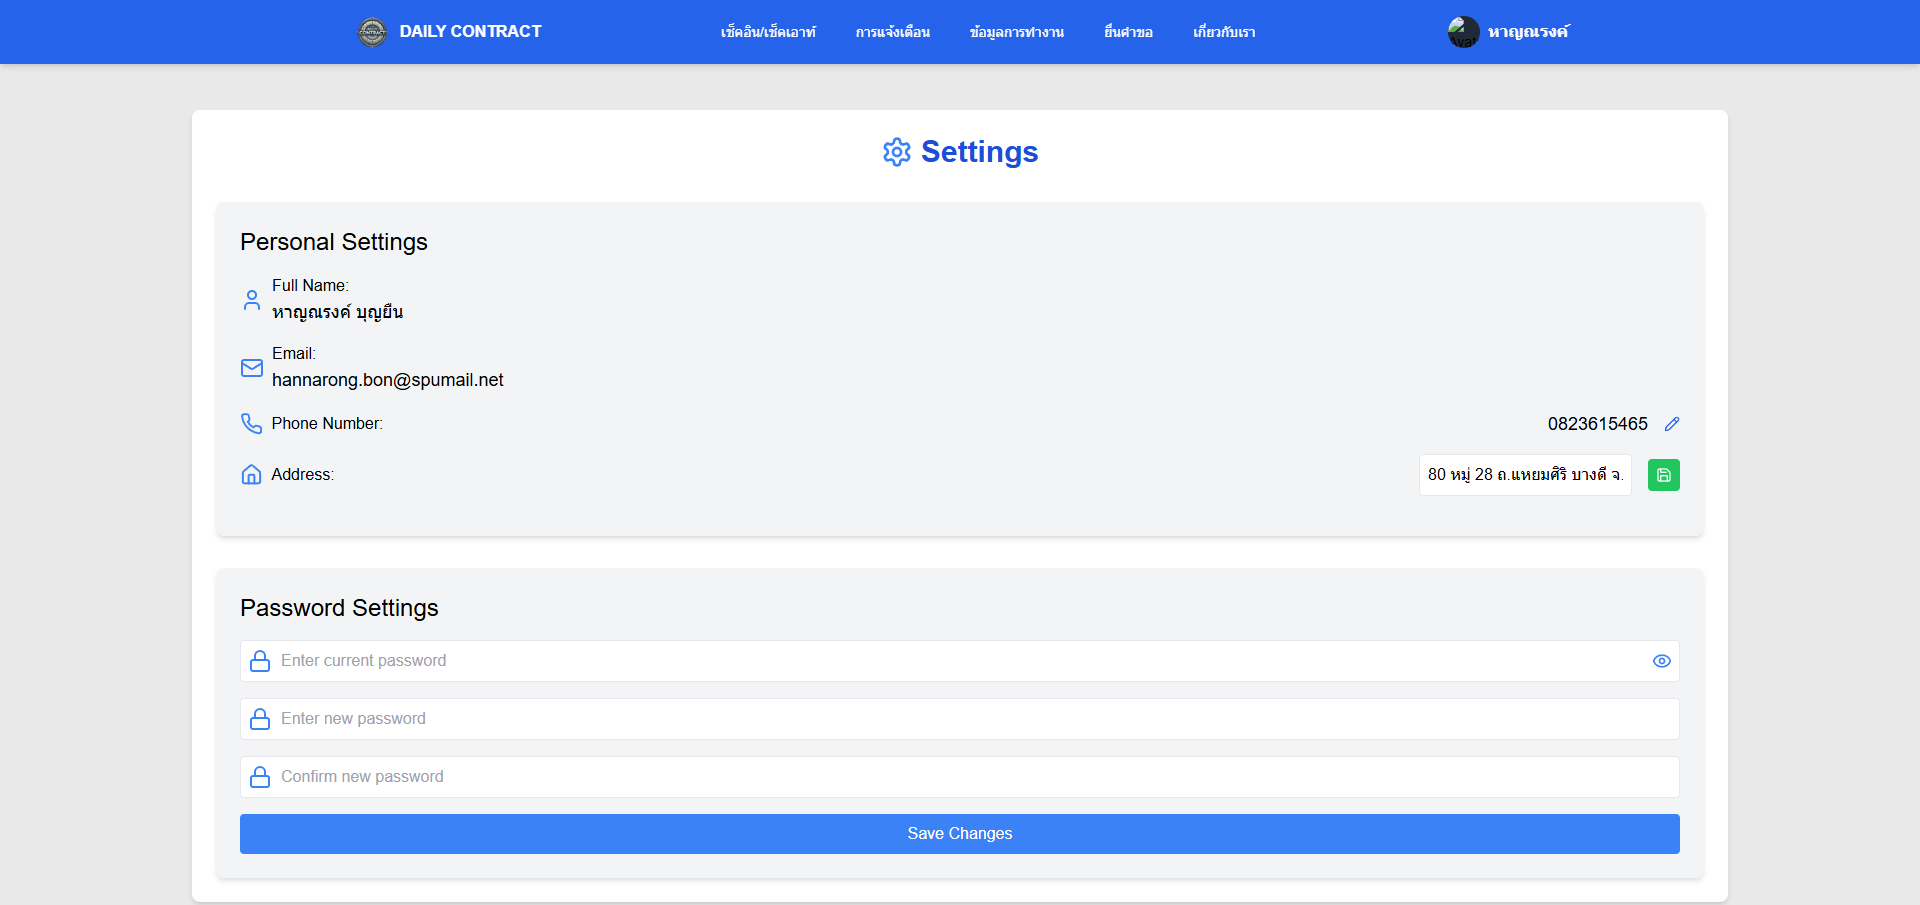 DAILY CONTRACT
เช็คอิน/เช็คเอาท์
การแจ้งเตือน
ข้อมูลการทำงาน
ยื่นคำขอ
เกี่ยวกับเรา
หาญณรงค์
CONTRACT
Settings
Personal Settings
Full Name:
หาญณรงค์ บุญยืน
Email:
hannarong.bon@spumail.net
Phone Number:
0823615465
Address:
80 หมู่ 28 ถ.แหยมศิริ บางดี จ.
Password Settings
Enter current password
Enter new password
Confirm new password
Save Changes